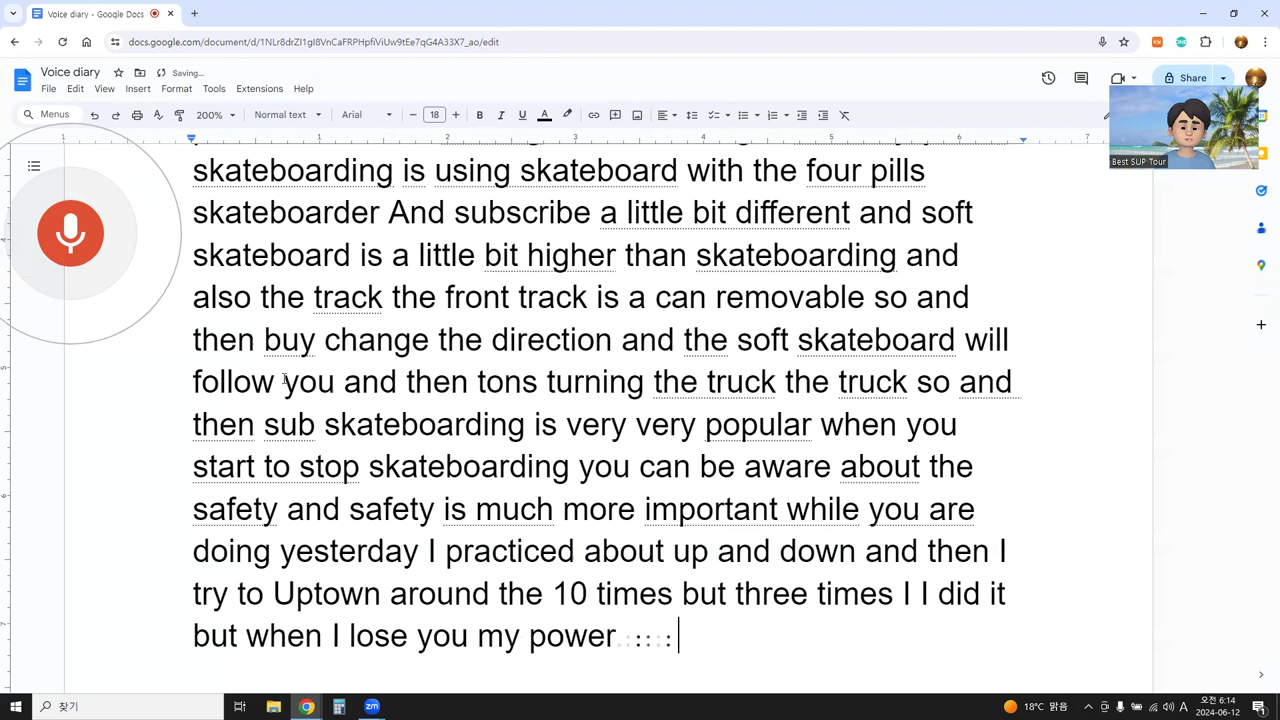 Voice diary - Google Docs
docs.google.com/document/d/1NLr8drZI1gI8VnCaFRPHpfiViUw9tEe7qG4A33X7_ao/edit
Voice diary
Saving...
File Edit View Insert Format Tools Extensions Help
Share
Menus
200%
Normal text
Arial
18
Best SUP Tour
skateboarding is using skateboard with the four pills
skateboarder And subscribe a little bit different and soft
skateboard is a little bit higher than skateboarding and
also the track the front track is a can removable so and
then buy change the direction and the soft skateboard will
follow you and then tons turning the truck the truck so and
then sub skateboarding is very very popular when you
start to stop skateboarding you can be aware about the
safety and safety is much more important while you are
doing yesterday I practiced about up and down and then I
try to Uptown around the 10 times but three times I I did it
but when I lose you my power
찾기
18°C 맑음
오전 6:14
2024-06-12